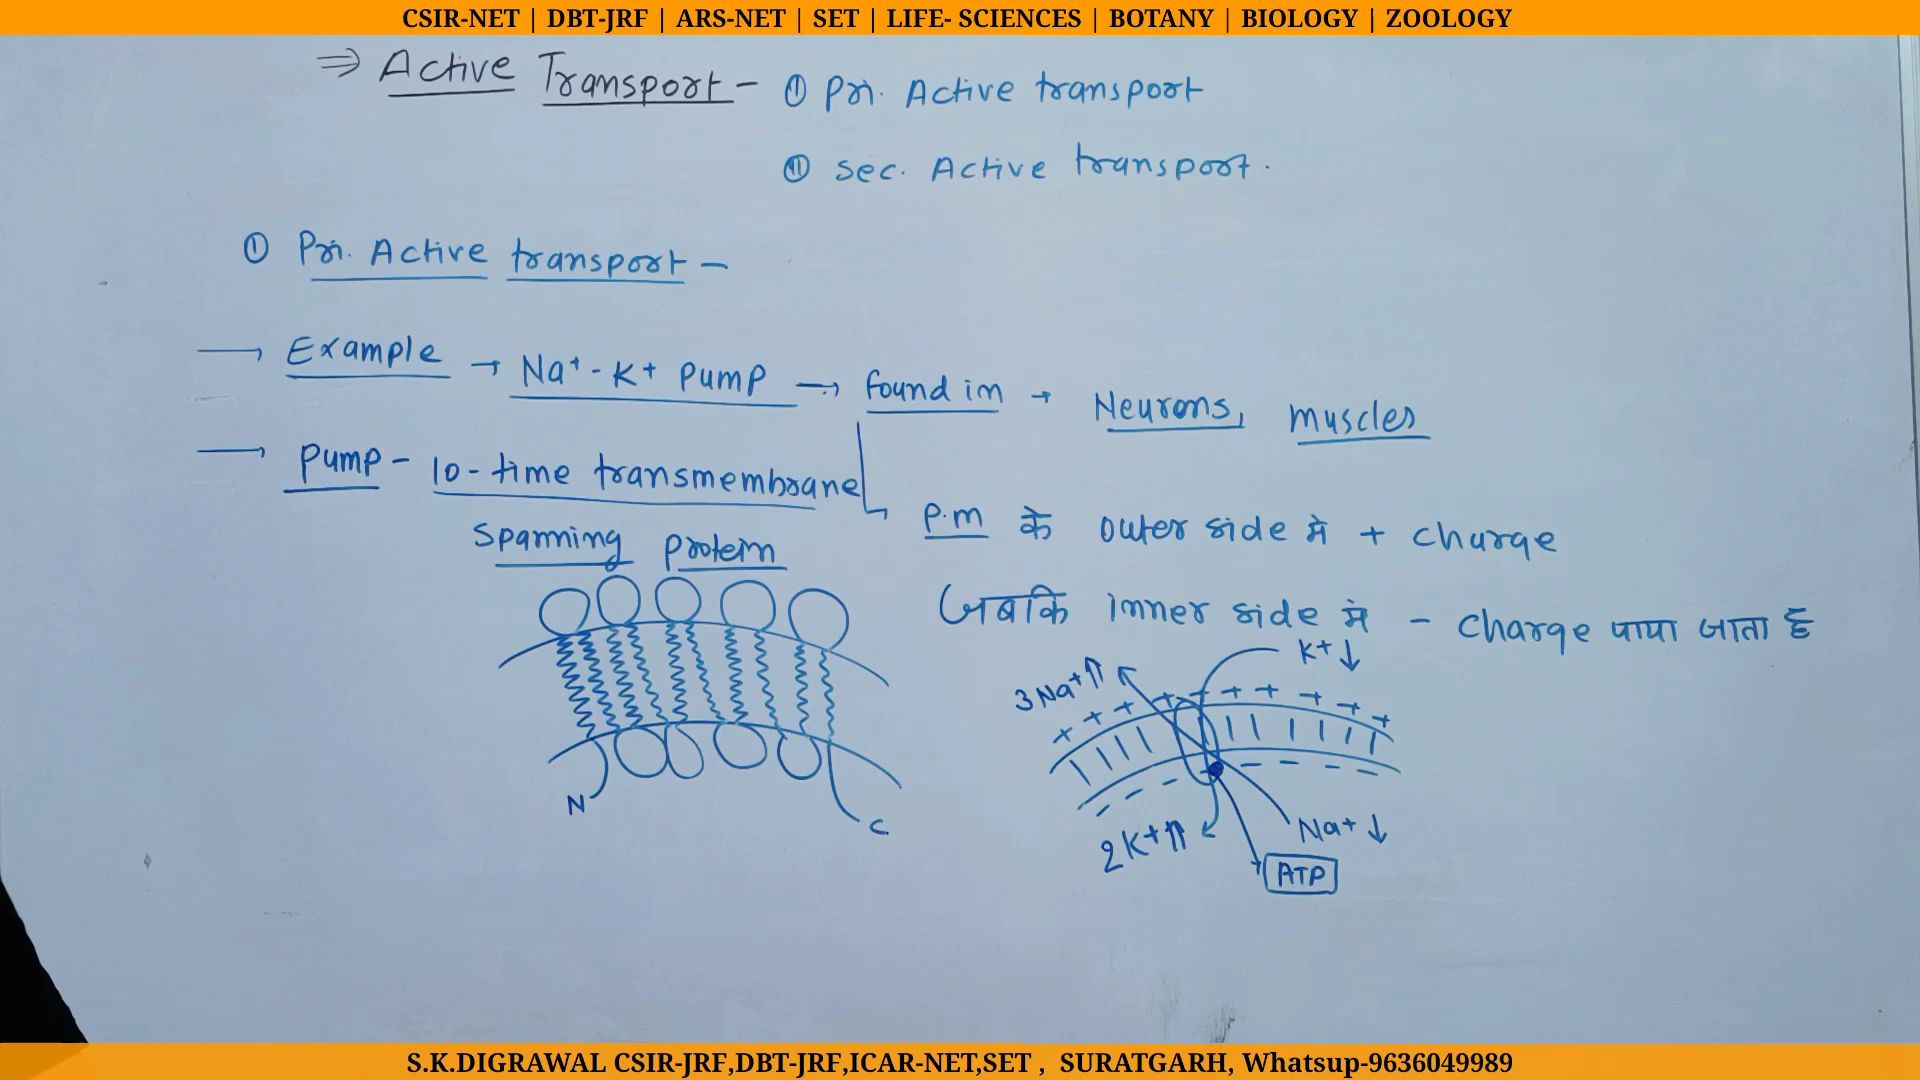 CSIR-NET | DBT-JRF | ARS-NET | SET | LIFE- SCIENCES | BOTANY | BIOLOGY | ZOOLOGY
⇒ Active Transport - ① Pri. Active transport
② Sec. Active transport.
① Pri. Active transport -
→ Example → Na+ - K+ Pump → found in → Neurons, muscles
→ Pump - 10-time transmembrane
Spanning protein
P.m के outer side मे + charge
जबकि inner side में - charge पाया जाता है
K+↓
3Na+⇑
+ + + + + + + + + +
- - - - - - - -
N
C
Na+↓
2K+⇑
ATP
S.K.DIGRAWAL CSIR-JRF,DBT-JRF,ICAR-NET,SET , SURATGARH, Whatsup-9636049989